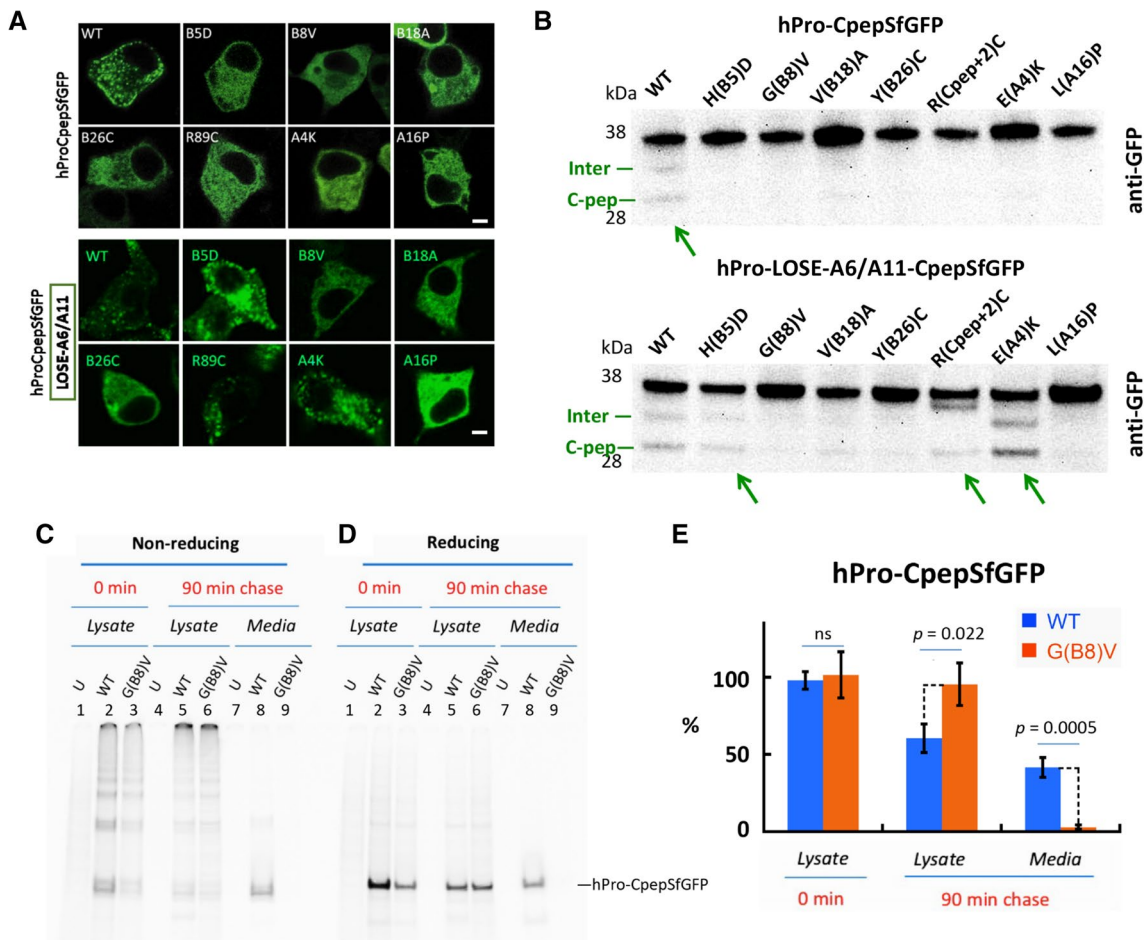 A
hProCpepSfGFP
WT B5D B8V B18A
B26C R89C A4K A16P
hProCpepSfGFP
LOSE-A6/A11
WT B5D B8V B18A
B26C R89C A4K A16P
B
hPro-CpepSfGFP
kDa WT H(B5)D G(B8)V V(B18)A Y(B26)C R(Cpep+2)C E(A4)K L(A16)P
38
Inter
C-pep
28
anti-GFP
hPro-LOSE-A6/A11-CpepSfGFP
kDa WT H(B5)D G(B8)V V(B18)A Y(B26)C R(Cpep+2)C E(A4)K L(A16)P
38
Inter
C-pep
28
anti-GFP
C
Non-reducing
0 min 90 min chase
Lysate Lysate Media
U WT G(B8)V U WT G(B8)V U WT G(B8)V
1 2 3 4 5 6 7 8 9
D
Reducing
0 min 90 min chase
Lysate Lysate Media
U WT G(B8)V U WT G(B8)V U WT G(B8)V
1 2 3 4 5 6 7 8 9
hPro-CpepSfGFP
E
hPro-CpepSfGFP
WT
G(B8)V
ns
p = 0.022
p = 0.0005
%
100
50
0
Lysate Lysate Media
0 min 90 min chase